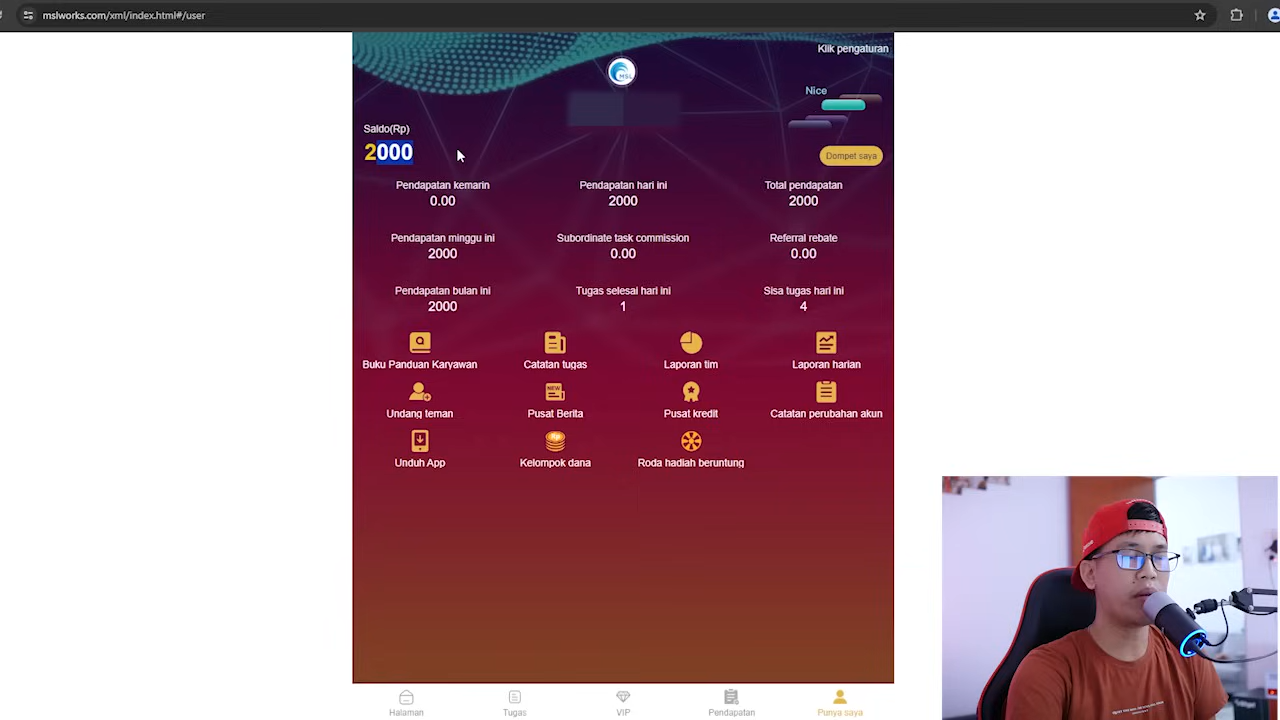 mslworks.com/xml/index.html#/user
Klik pengaturan
MSL
Nice
Saldo(Rp)
2000
Dompet saya
Pendapatan kemarin
0.00
Pendapatan hari ini
2000
Total pendapatan
2000
Pendapatan minggu ini
2000
Subordinate task commission
0.00
Referral rebate
0.00
Pendapatan bulan ini
2000
Tugas selesai hari ini
1
Sisa tugas hari ini
4
Buku Panduan Karyawan
Catatan tugas
Laporan tim
Laporan harian
Undang teman
NEW
Pusat Berita
Pusat kredit
Catatan perubahan akun
Unduh App
Rp
Kelompok dana
Roda hadiah beruntung
Halaman
Tugas
VIP
Pendapatan
Punya saya